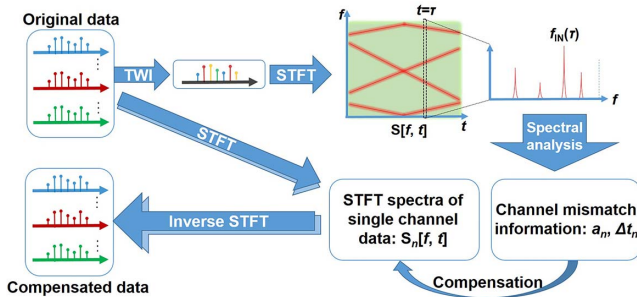 Original data
TWI
STFT
f
t=τ
S[f, t]
t
f_IN(τ)
f
Spectral
analysis
STFT
Inverse STFT
STFT spectra of
single channel
data: S_n[f, t]
Channel mismatch
information: a_n, Δt_n
Compensation
Compensated data